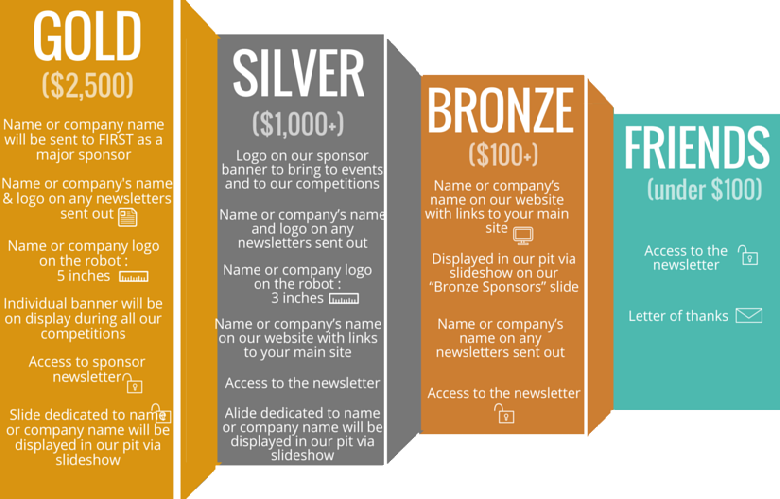 GOLD
($2,500)
Name or company name
will be sent to FIRST as a
major sponsor
Name or company's name
& logo on any newsletters
sent out
Name or company logo
on the robot :
5 inches
Individual banner will be
on display during all our
competitions
Access to sponsor
newsletter
Slide dedicated to name
or company name will be
displayed in our pit via
slideshow
SILVER
($1,000+)
Logo on our sponsor
banner to bring to events
and to our competitions
Name or company's name
and logo on any
newsletters sent out
Name or company logo
on the robot :
3 inches
Name or company's name
on our website with links
to your main site
Access to the newsletter
Alide dedicated to name
or company name will be
displayed in our pit via
slideshow
BRONZE
($100+)
Name or company's
name on our website
with links to your main
site
Displayed in our pit via
slideshow on our
"Bronze Sponsors" slide
Name or company's
name on any
newsletters sent out
Access to the newsletter
FRIENDS
(under $100)
Access to the
newsletter
Letter of thanks